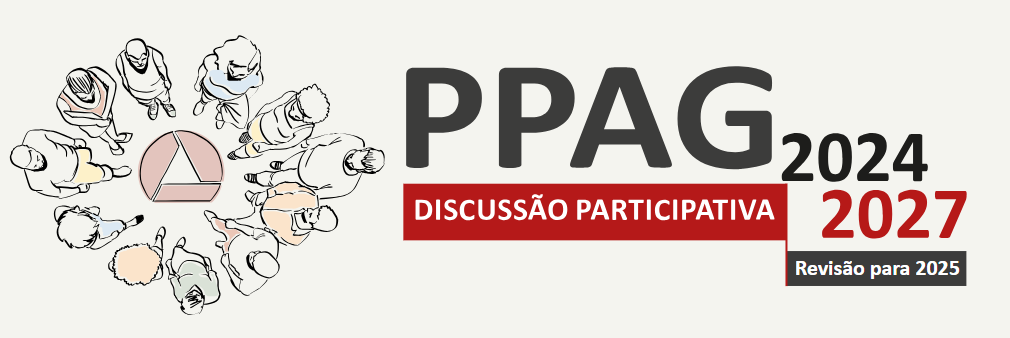 PPAG
2024
2027
DISCUSSÃO PARTICIPATIVA
Revisão para 2025